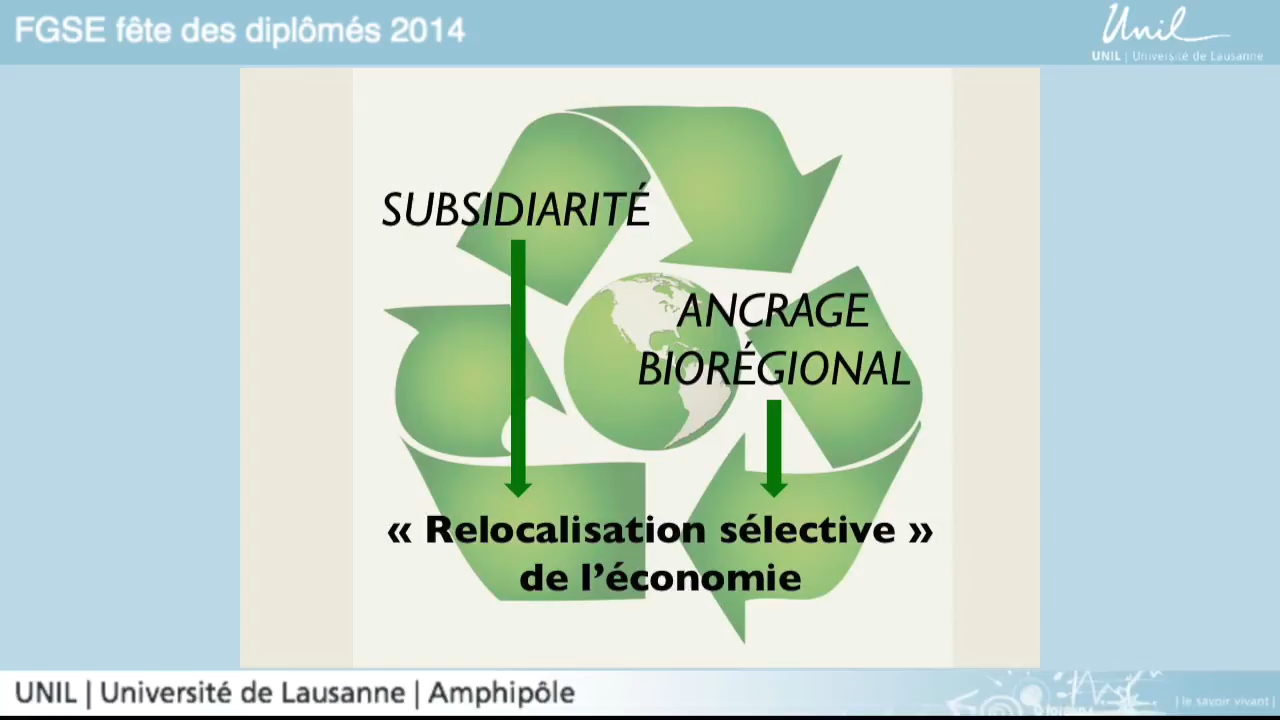 FGSE fête des diplômés 2014
Unil
UNIL | Université de Lausanne
SUBSIDIARITÉ
ANCRAGE
BIORÉGIONAL
« Relocalisation sélective »
de l’économie
UNIL | Université de Lausanne | Amphipôle
| le savoir vivant |